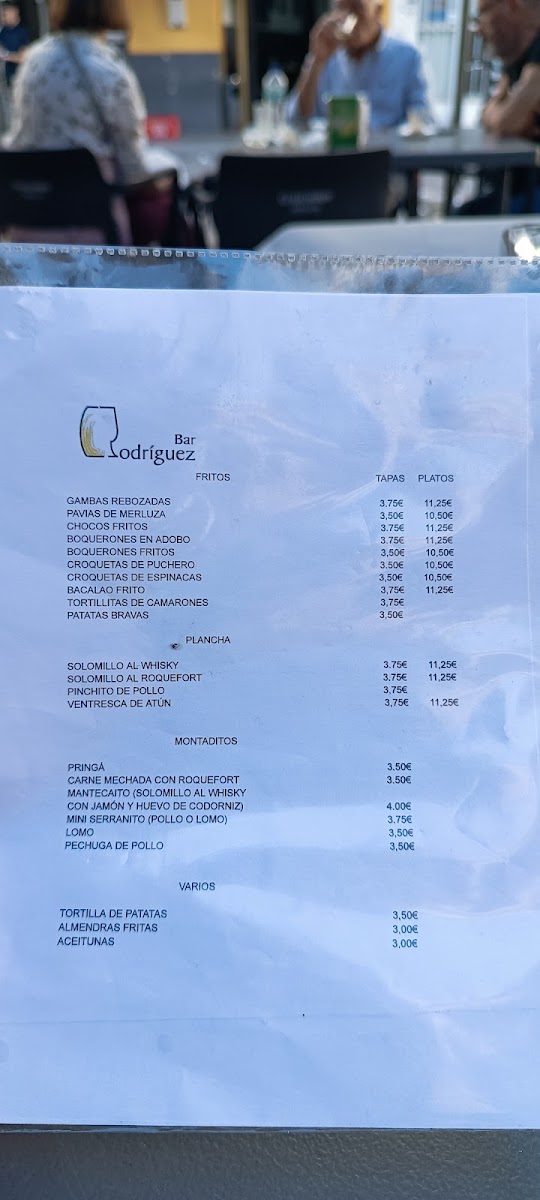 Bar
Rodríguez
FRITOS TAPAS PLATOS
GAMBAS REBOZADAS 3,75€ 11,25€
PAVIAS DE MERLUZA 3,50€ 10,50€
CHOCOS FRITOS 3.75€ 11,25€
BOQUERONES EN ADOBO 3.75€ 11,25€
BOQUERONES FRITOS 3,50€ 10,50€
CROQUETAS DE PUCHERO 3.50€ 10,50€
CROQUETAS DE ESPINACAS 3,50€ 10,50€
BACALAO FRITO 3,75€ 11,25€
TORTILLITAS DE CAMARONES 3,75€
PATATAS BRAVAS 3,50€
PLANCHA
SOLOMILLO AL WHISKY 3.75€ 11,25€
SOLOMILLO AL ROQUEFORT 3.75€ 11,25€
PINCHITO DE POLLO 3,75€
VENTRESCA DE ATÚN 3,75€ 11,25€
MONTADITOS
PRINGÁ 3.50€
CARNE MECHADA CON ROQUEFORT 3.50€
MANTECAITO (SOLOMILLO AL WHISKY
CON JAMÓN Y HUEVO DE CODORNIZ) 4.00€
MINI SERRANITO (POLLO O LOMO) 3.75€
LOMO 3,50€
PECHUGA DE POLLO 3,50€
VARIOS
TORTILLA DE PATATAS 3,50€
ALMENDRAS FRITAS 3,00€
ACEITUNAS 3,00€